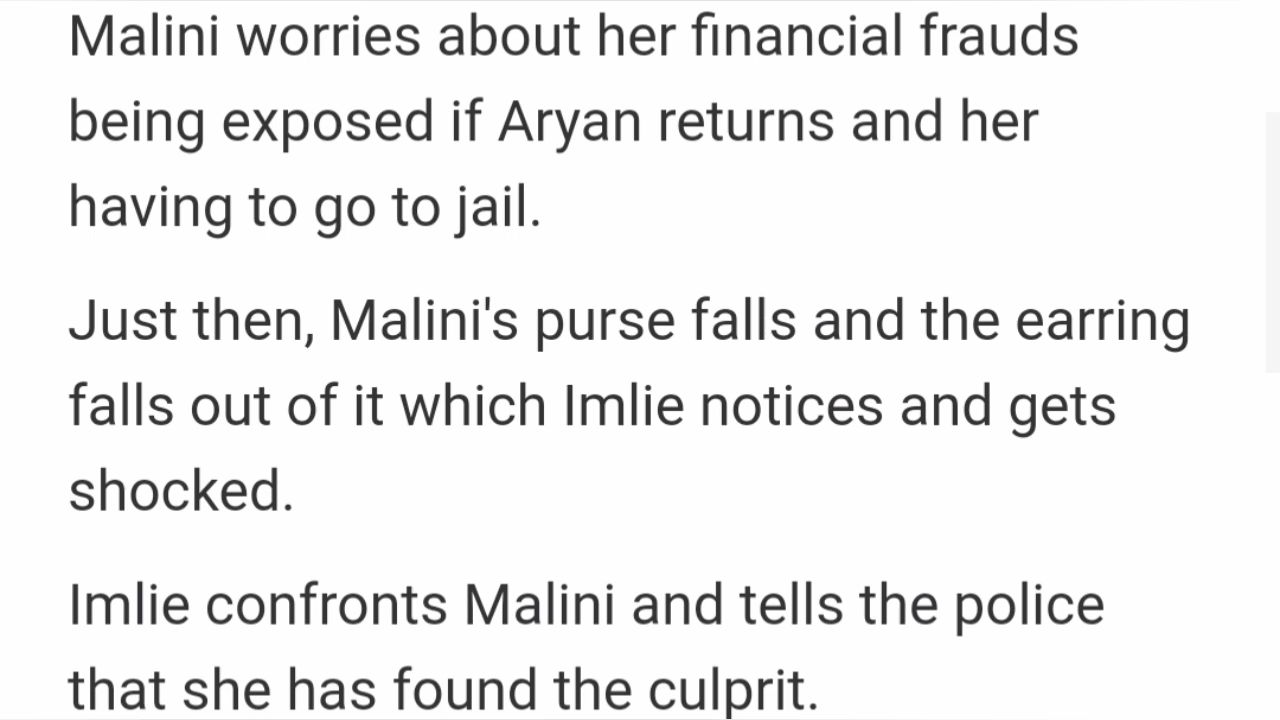 Malini worries about her financial frauds
being exposed if Aryan returns and her
having to go to jail.
Just then, Malini's purse falls and the earring
falls out of it which Imlie notices and gets
shocked.
Imlie confronts Malini and tells the police
that she has found the culprit.